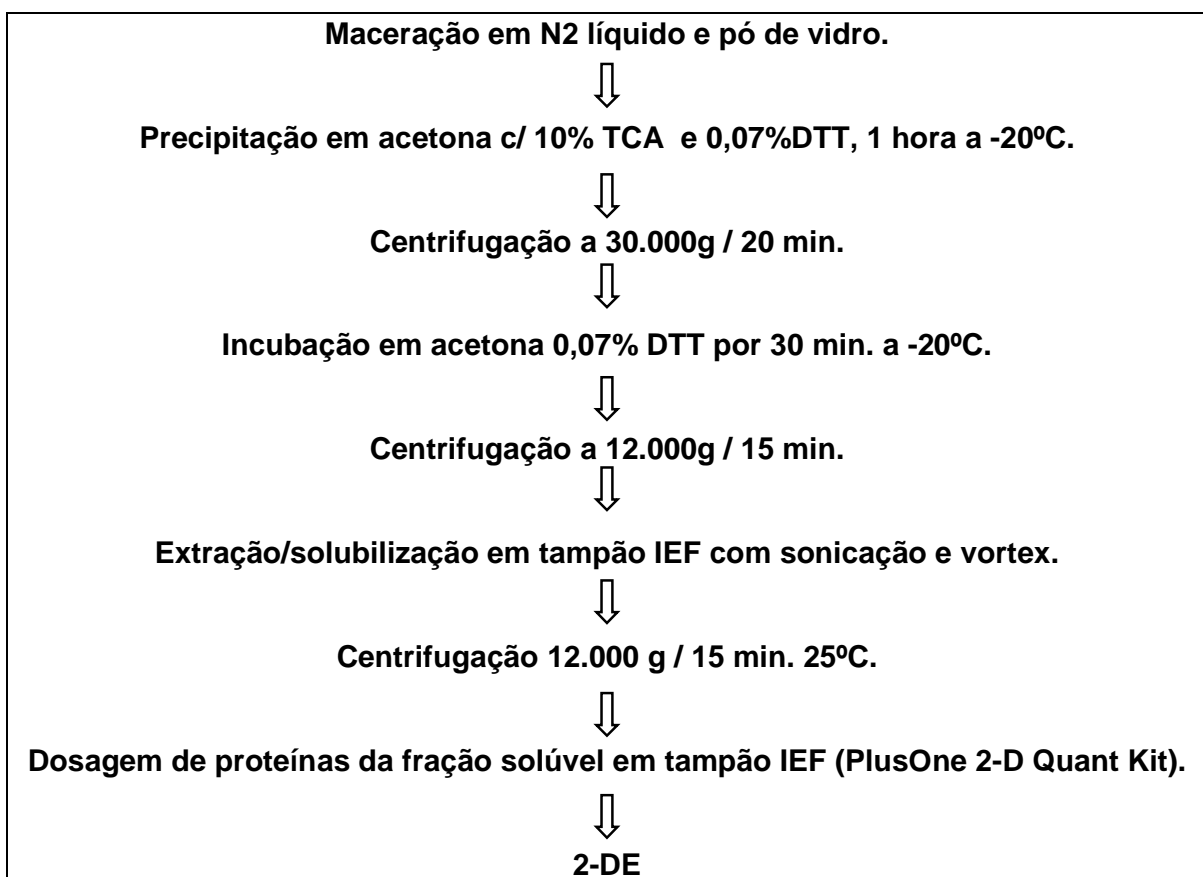 Maceração em N2 líquido e pó de vidro.
Precipitação em acetona c/ 10% TCA e 0,07%DTT, 1 hora a -20ºC.
Centrifugação a 30.000g / 20 min.
Incubação em acetona 0,07% DTT por 30 min. a -20ºC.
Centrifugação a 12.000g / 15 min.
Extração/solubilização em tampão IEF com sonicação e vortex.
Centrifugação 12.000 g / 15 min. 25ºC.
Dosagem de proteínas da fração solúvel em tampão IEF (PlusOne 2-D Quant Kit).
2-DE